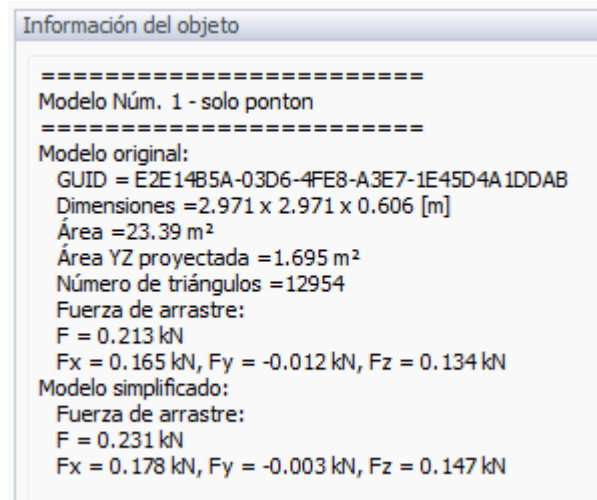 Información del objeto
========================
Modelo Núm. 1 - solo ponton
========================
Modelo original:
GUID = E2E14B5A-03D6-4FE8-A3E7-1E45D4A1DDAB
Dimensiones =2.971 x 2.971 x 0.606 [m]
Área =23.39 m²
Área YZ proyectada =1.695 m²
Número de triángulos =12954
Fuerza de arrastre:
F = 0.213 kN
Fx = 0.165 kN, Fy = -0.012 kN, Fz = 0.134 kN
Modelo simplificado:
Fuerza de arrastre:
F = 0.231 kN
Fx = 0.178 kN, Fy = -0.003 kN, Fz = 0.147 kN